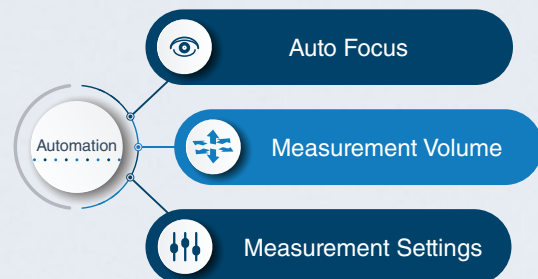 Auto Focus
Automation
Measurement Volume
Measurement Settings